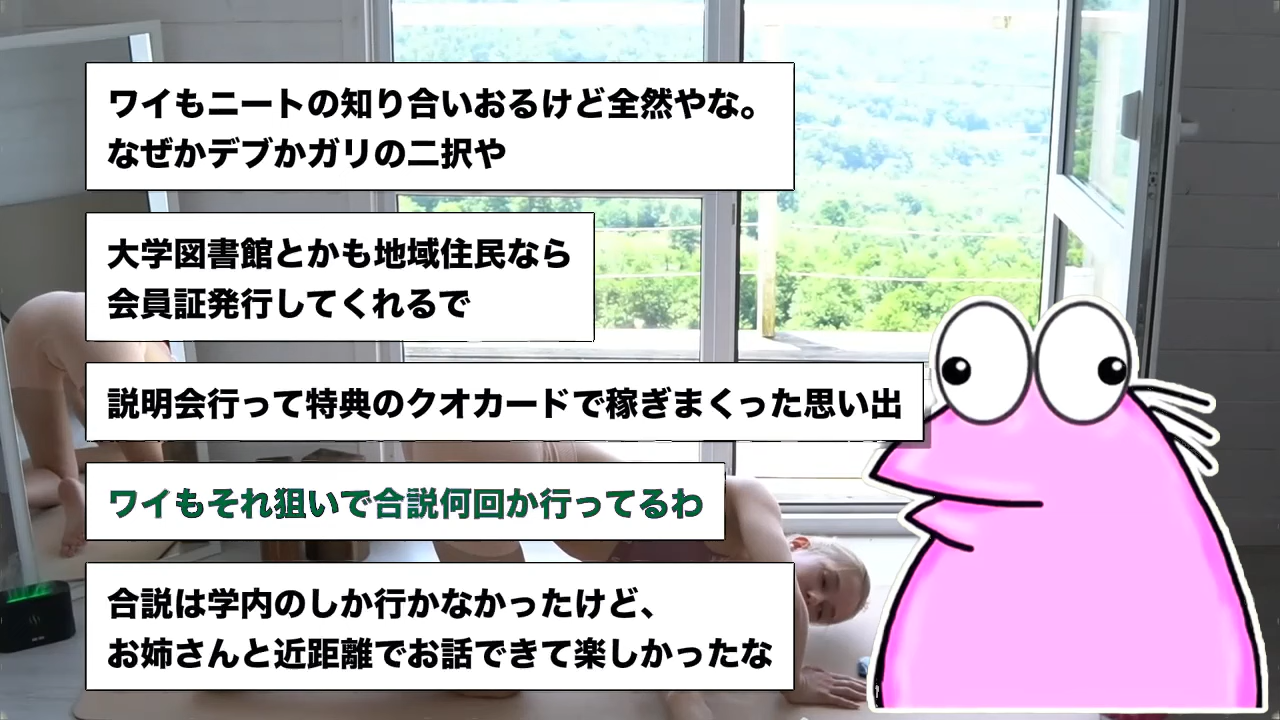 ワイもニートの知り合いおるけど全然やな。
なぜかデブかガリの二択や
大学図書館とかも地域住民なら
会員証発行してくれるで
説明会行って特典のクオカードで稼ぎまくった思い出
ワイもそれ狙いで合説何回か行ってるわ
合説は学内のしか行かなかったけど、
お姉さんと近距離でお話できて楽しかったな